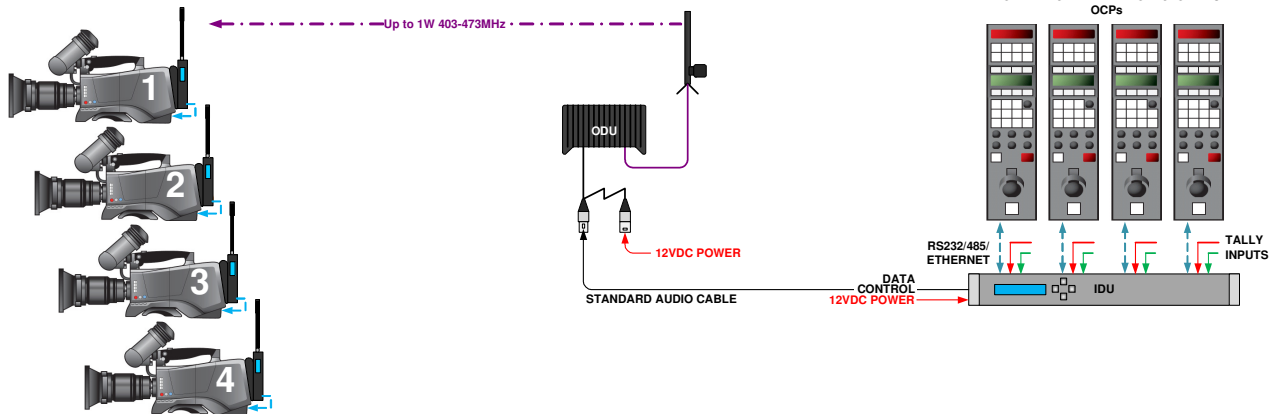 Up to 1W 403-473MHz
OCPs
1
ODU
2
12VDC POWER
3
RS232/485/
ETHERNET
TALLY
INPUTS
DATA
CONTROL
STANDARD AUDIO CABLE
12VDC POWER
IDU
4